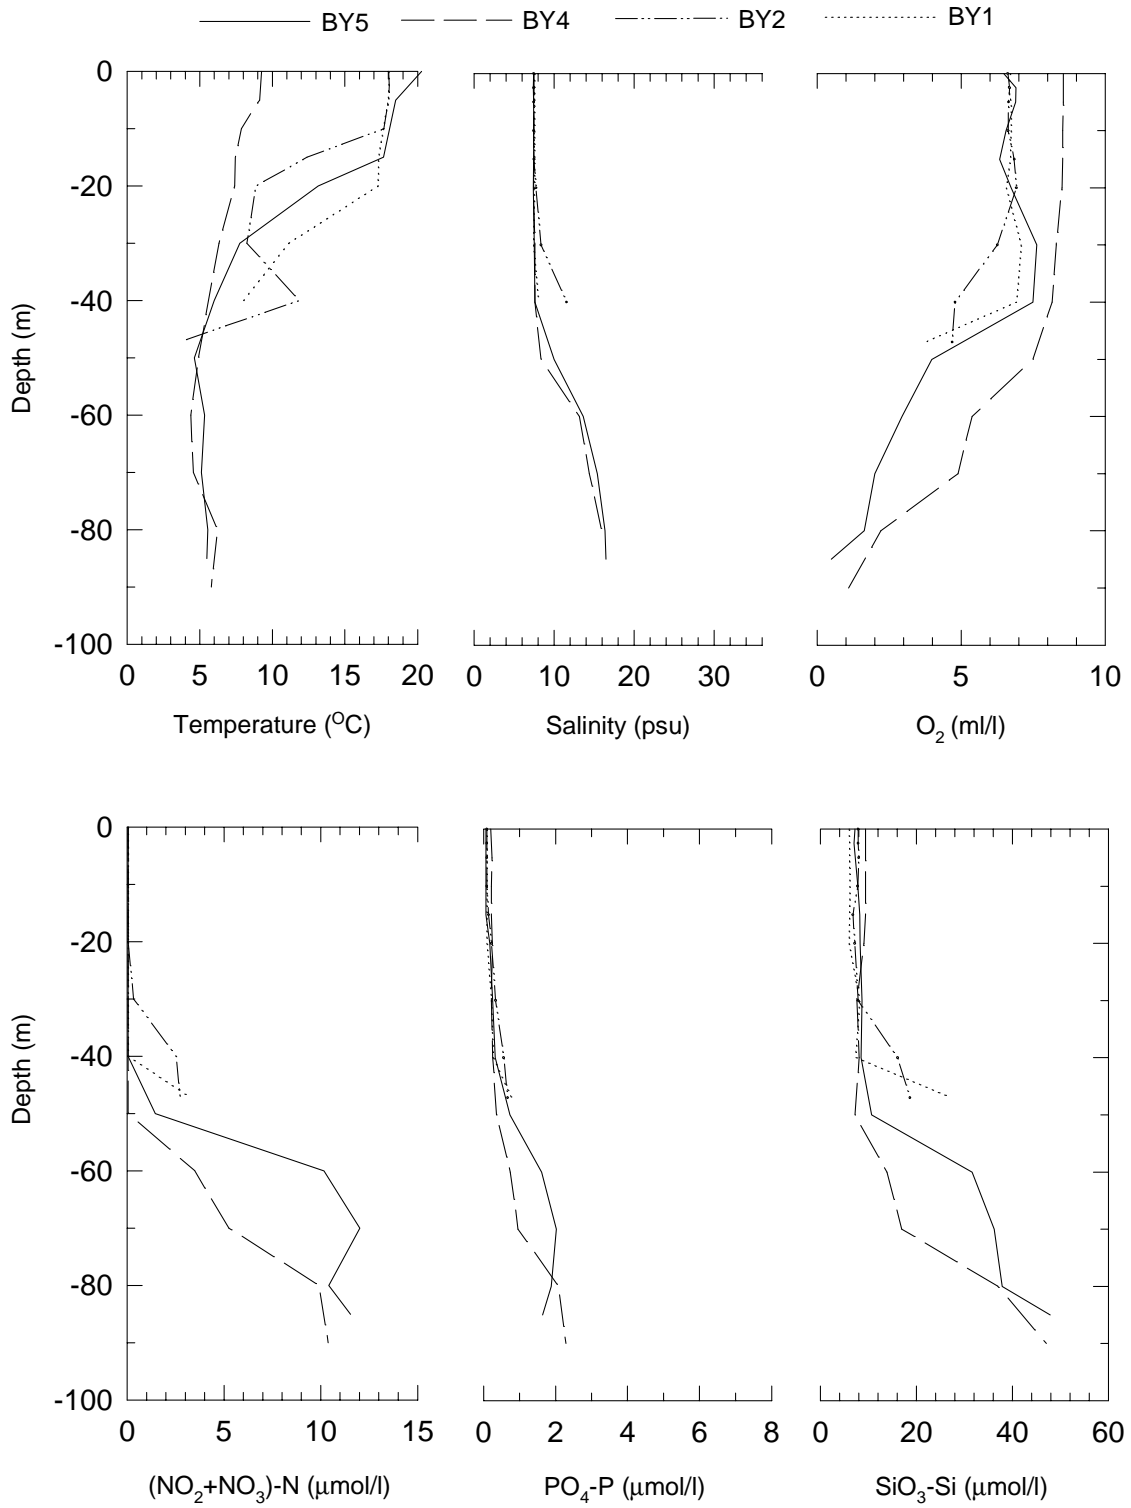 BY5 BY4 BY2 BY1
0
-20
-40
-60
-80
-100
Depth (m)
0 5 10 15 20
Temperature (OC)
0 10 20 30
Salinity (psu)
0 5 10
O2 (ml/l)
0
-20
-40
-60
-80
-100
Depth (m)
0 5 10 15
(NO2+NO3)-N (μmol/l)
0 2 4 6 8
PO4-P (μmol/l)
0 20 40 60
SiO3-Si (μmol/l)